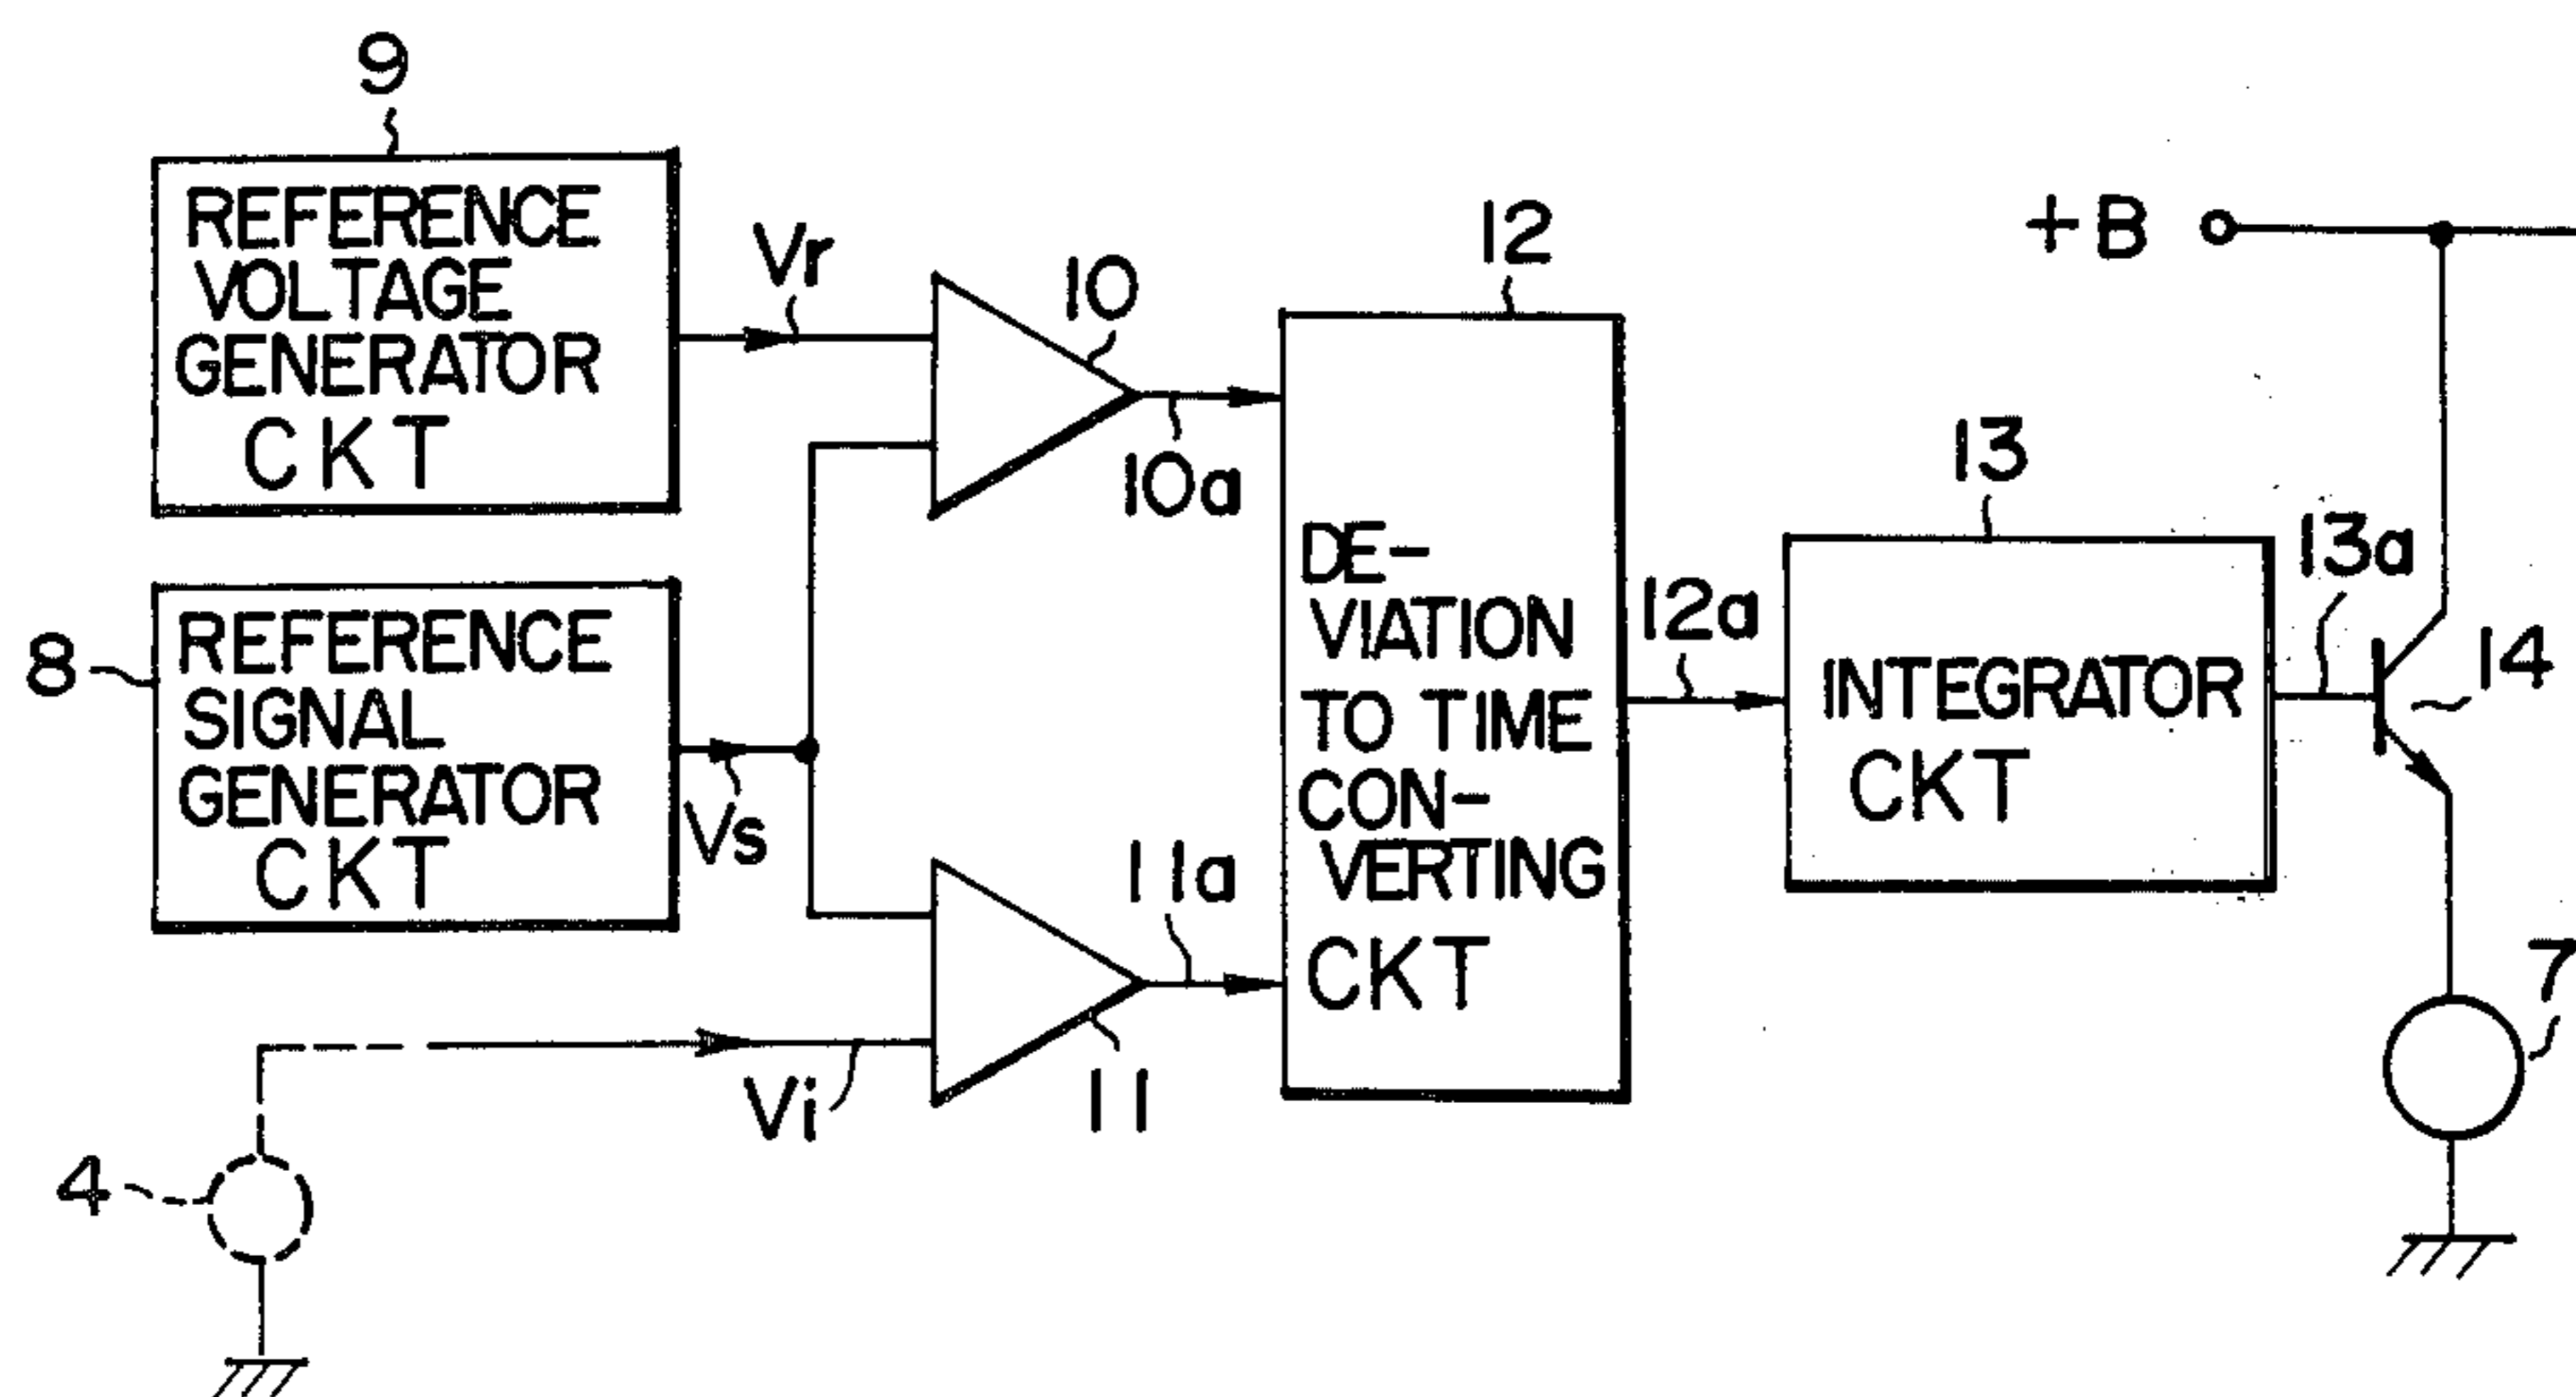 9
REFERENCE
VOLTAGE
GENERATOR
CKT
Vr
10
10a
8
REFERENCE
SIGNAL
GENERATOR
CKT
Vs
11a
11
Vi
4
12
DE-
VIATION
TO TIME
CON-
VERTING
CKT
12a
13
INTEGRATOR
CKT
13a
+B
14
7